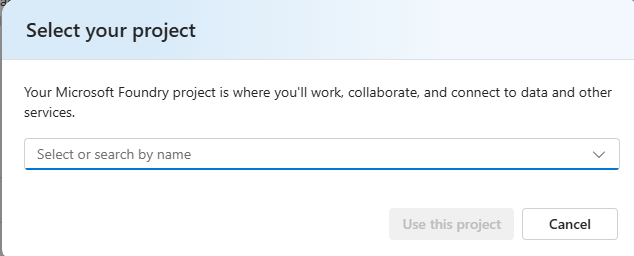 Select your project
Your Microsoft Foundry project is where you'll work, collaborate, and connect to data and other
services.
Select or search by name
Use this project
Cancel